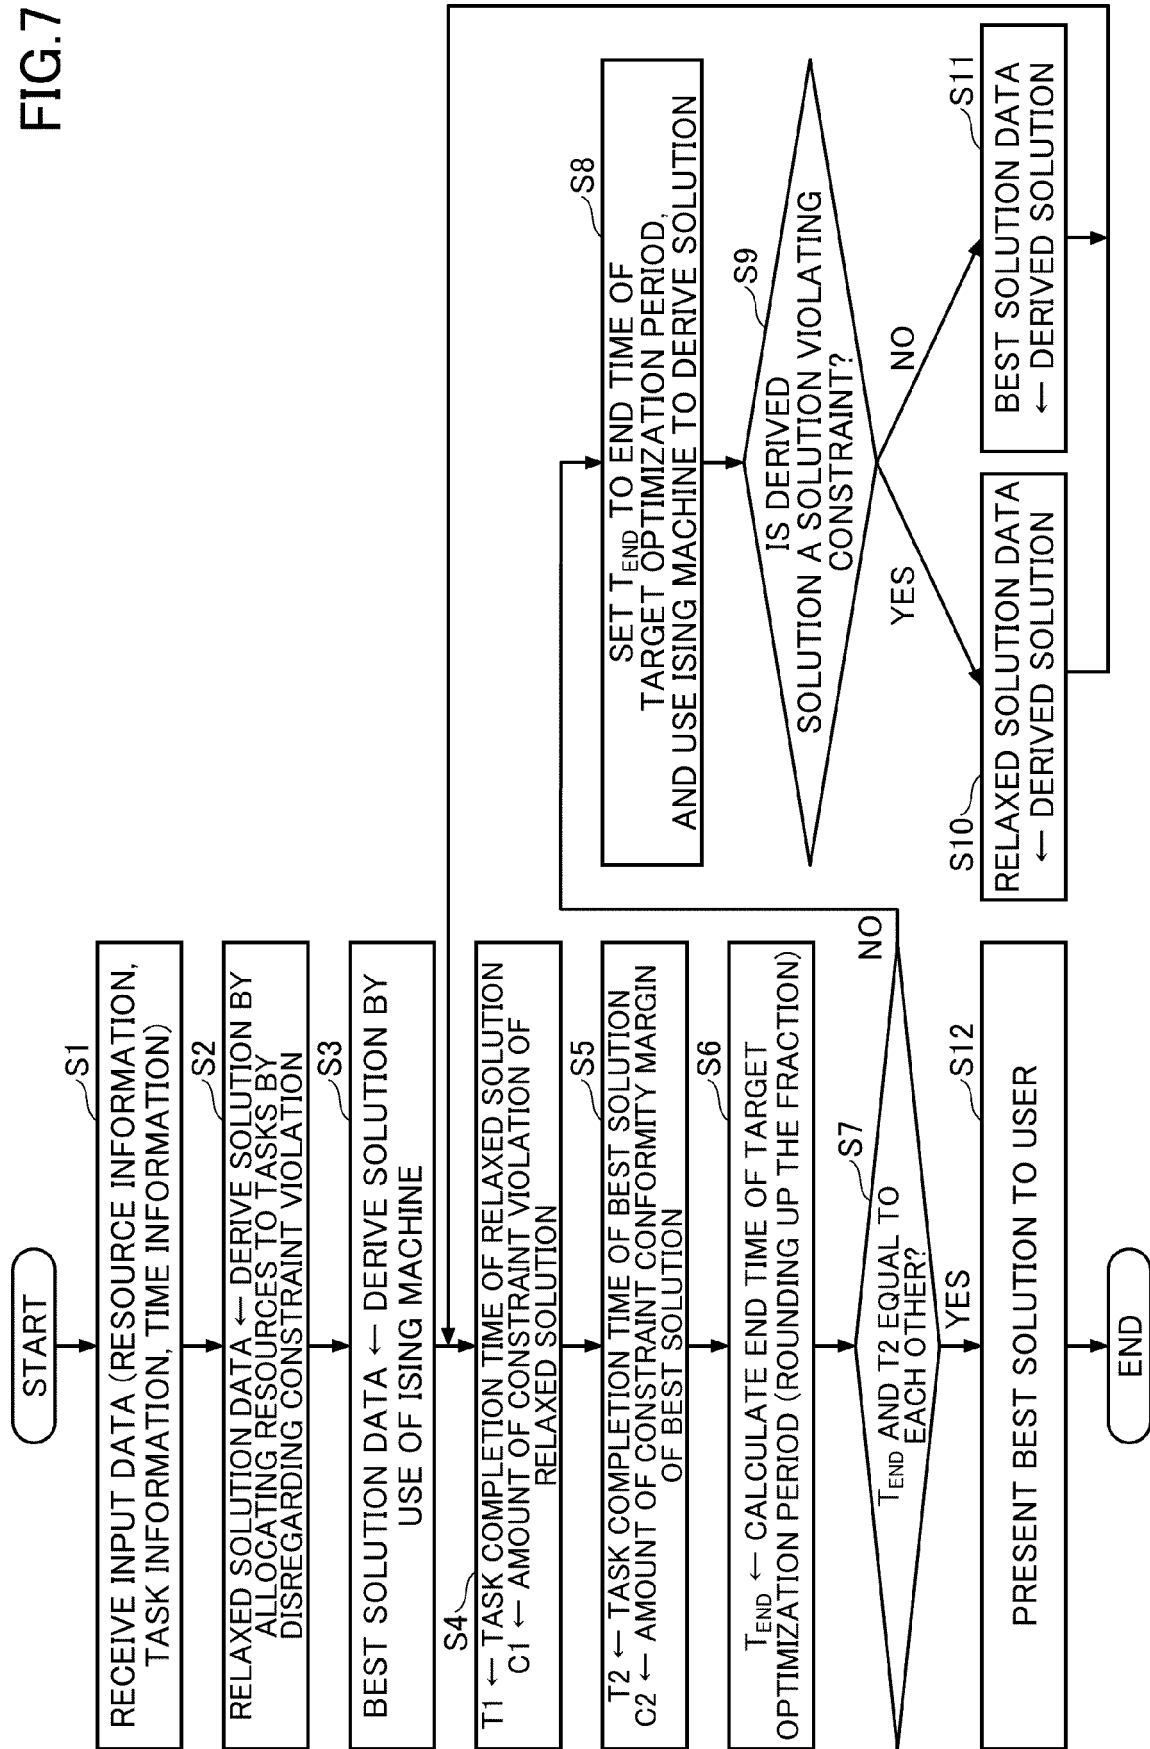 FIG.7
START
S1
RECEIVE INPUT DATA (RESOURCE INFORMATION,
TASK INFORMATION, TIME INFORMATION)
S2
RELAXED SOLUTION DATA ← DERIVE SOLUTION BY
ALLOCATING RESOURCES TO TASKS BY
DISREGARDING CONSTRAINT VIOLATION
S3
BEST SOLUTION DATA ← DERIVE SOLUTION BY
USE OF ISING MACHINE
S4
T1 ← TASK COMPLETION TIME OF RELAXED SOLUTION
C1 ← AMOUNT OF CONSTRAINT VIOLATION OF
RELAXED SOLUTION
S5
T2 ← TASK COMPLETION TIME OF BEST SOLUTION
C2 ← AMOUNT OF CONSTRAINT CONFORMITY MARGIN
OF BEST SOLUTION
S6
TEND ← CALCULATE END TIME OF TARGET
OPTIMIZATION PERIOD (ROUNDING UP THE FRACTION)
S7
TEND AND T2 EQUAL TO
EACH OTHER?
NO
YES
S8
SET TEND TO END TIME OF
TARGET OPTIMIZATION PERIOD,
AND USE ISING MACHINE TO DERIVE SOLUTION
S9
IS DERIVED
SOLUTION A SOLUTION VIOLATING
CONSTRAINT?
YES
NO
S10
RELAXED SOLUTION DATA
← DERIVED SOLUTION
S11
BEST SOLUTION DATA
← DERIVED SOLUTION
S12
PRESENT BEST SOLUTION TO USER
END